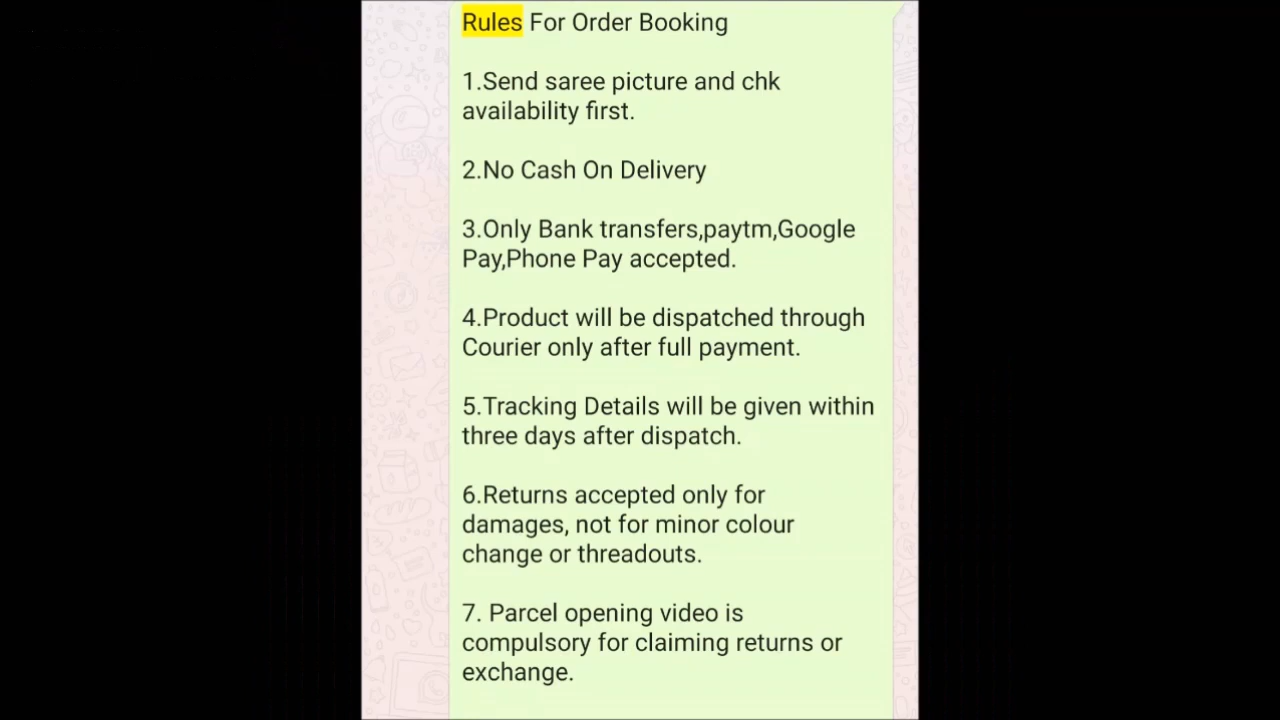 Rules For Order Booking
1.Send saree picture and chk
availability first.
2.No Cash On Delivery
3.Only Bank transfers,paytm,Google
Pay,Phone Pay accepted.
4.Product will be dispatched through
Courier only after full payment.
5.Tracking Details will be given within
three days after dispatch.
6.Returns accepted only for
damages, not for minor colour
change or threadouts.
7. Parcel opening video is
compulsory for claiming returns or
exchange.